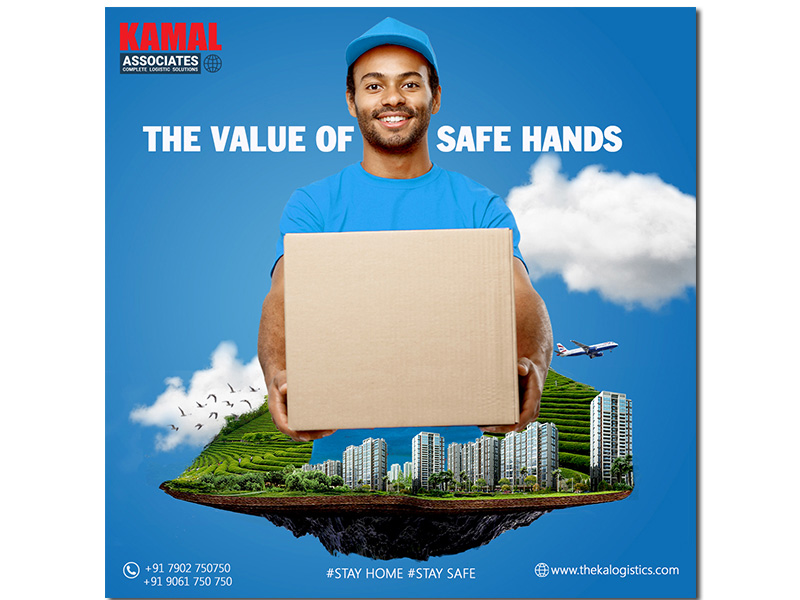 KAMAL
ASSOCIATES
COMPLETE LOGISTIC SOLUTIONS
THE VALUE OF SAFE HANDS
+91 7902 750750
+91 9061 750 750
#STAY HOME #STAY SAFE
www.thekalogistics.com